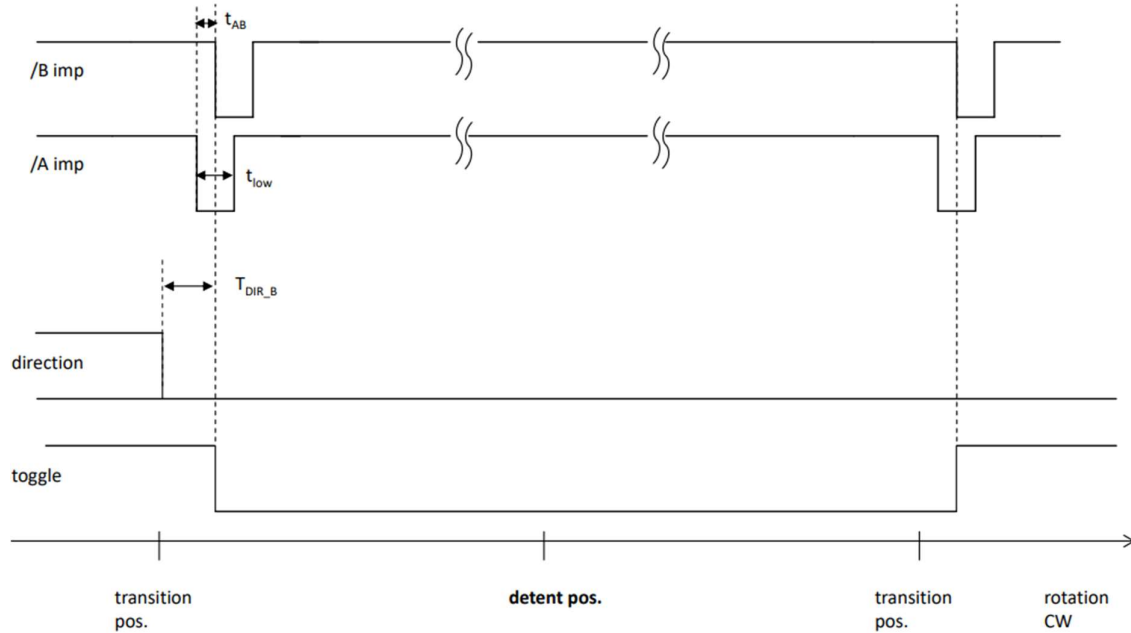 tAB
/B imp
/A imp
tlow
TDIR_B
direction
toggle
transition
pos.
detent pos.
transition
pos.
rotation
CW